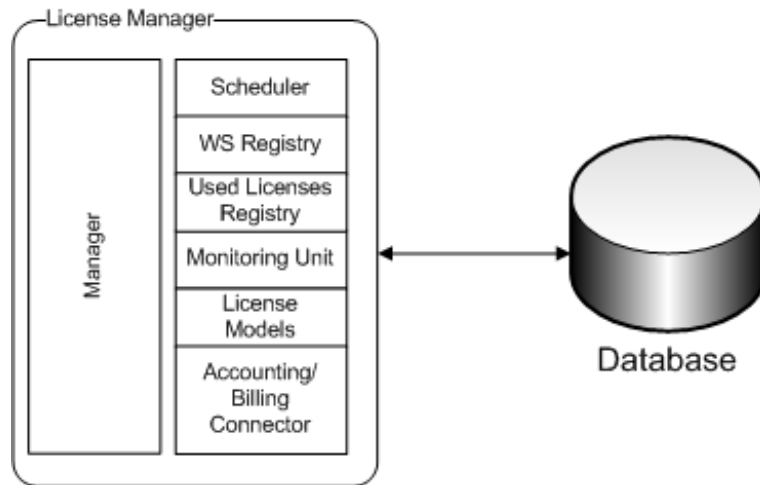 License Manager
Manager
Scheduler
WS Registry
Used Licenses
Registry
Monitoring Unit
License
Models
Accounting/
Billing
Connector
Database